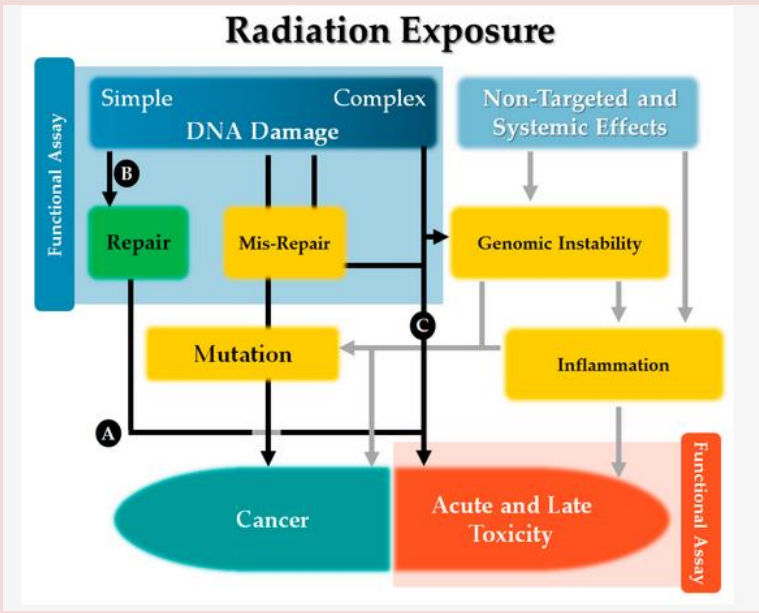 Radiation Exposure
Functional Assay
Simple
Complex
DNA Damage
Non-Targeted and
Systemic Effects
B
Repair
Mis-Repair
Genomic Instability
C
Mutation
Inflammation
A
Cancer
Acute and Late
Toxicity
Functional Assay